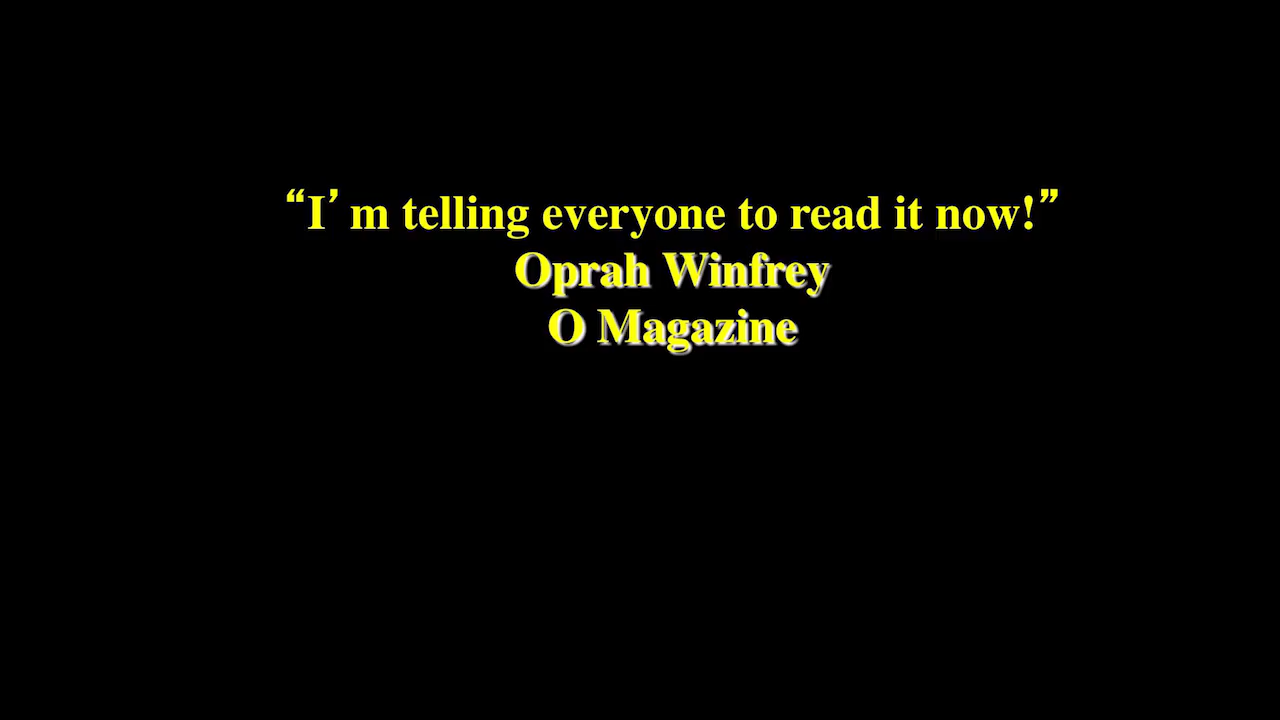 “I’m telling everyone to read it now!”
Oprah Winfrey
O Magazine